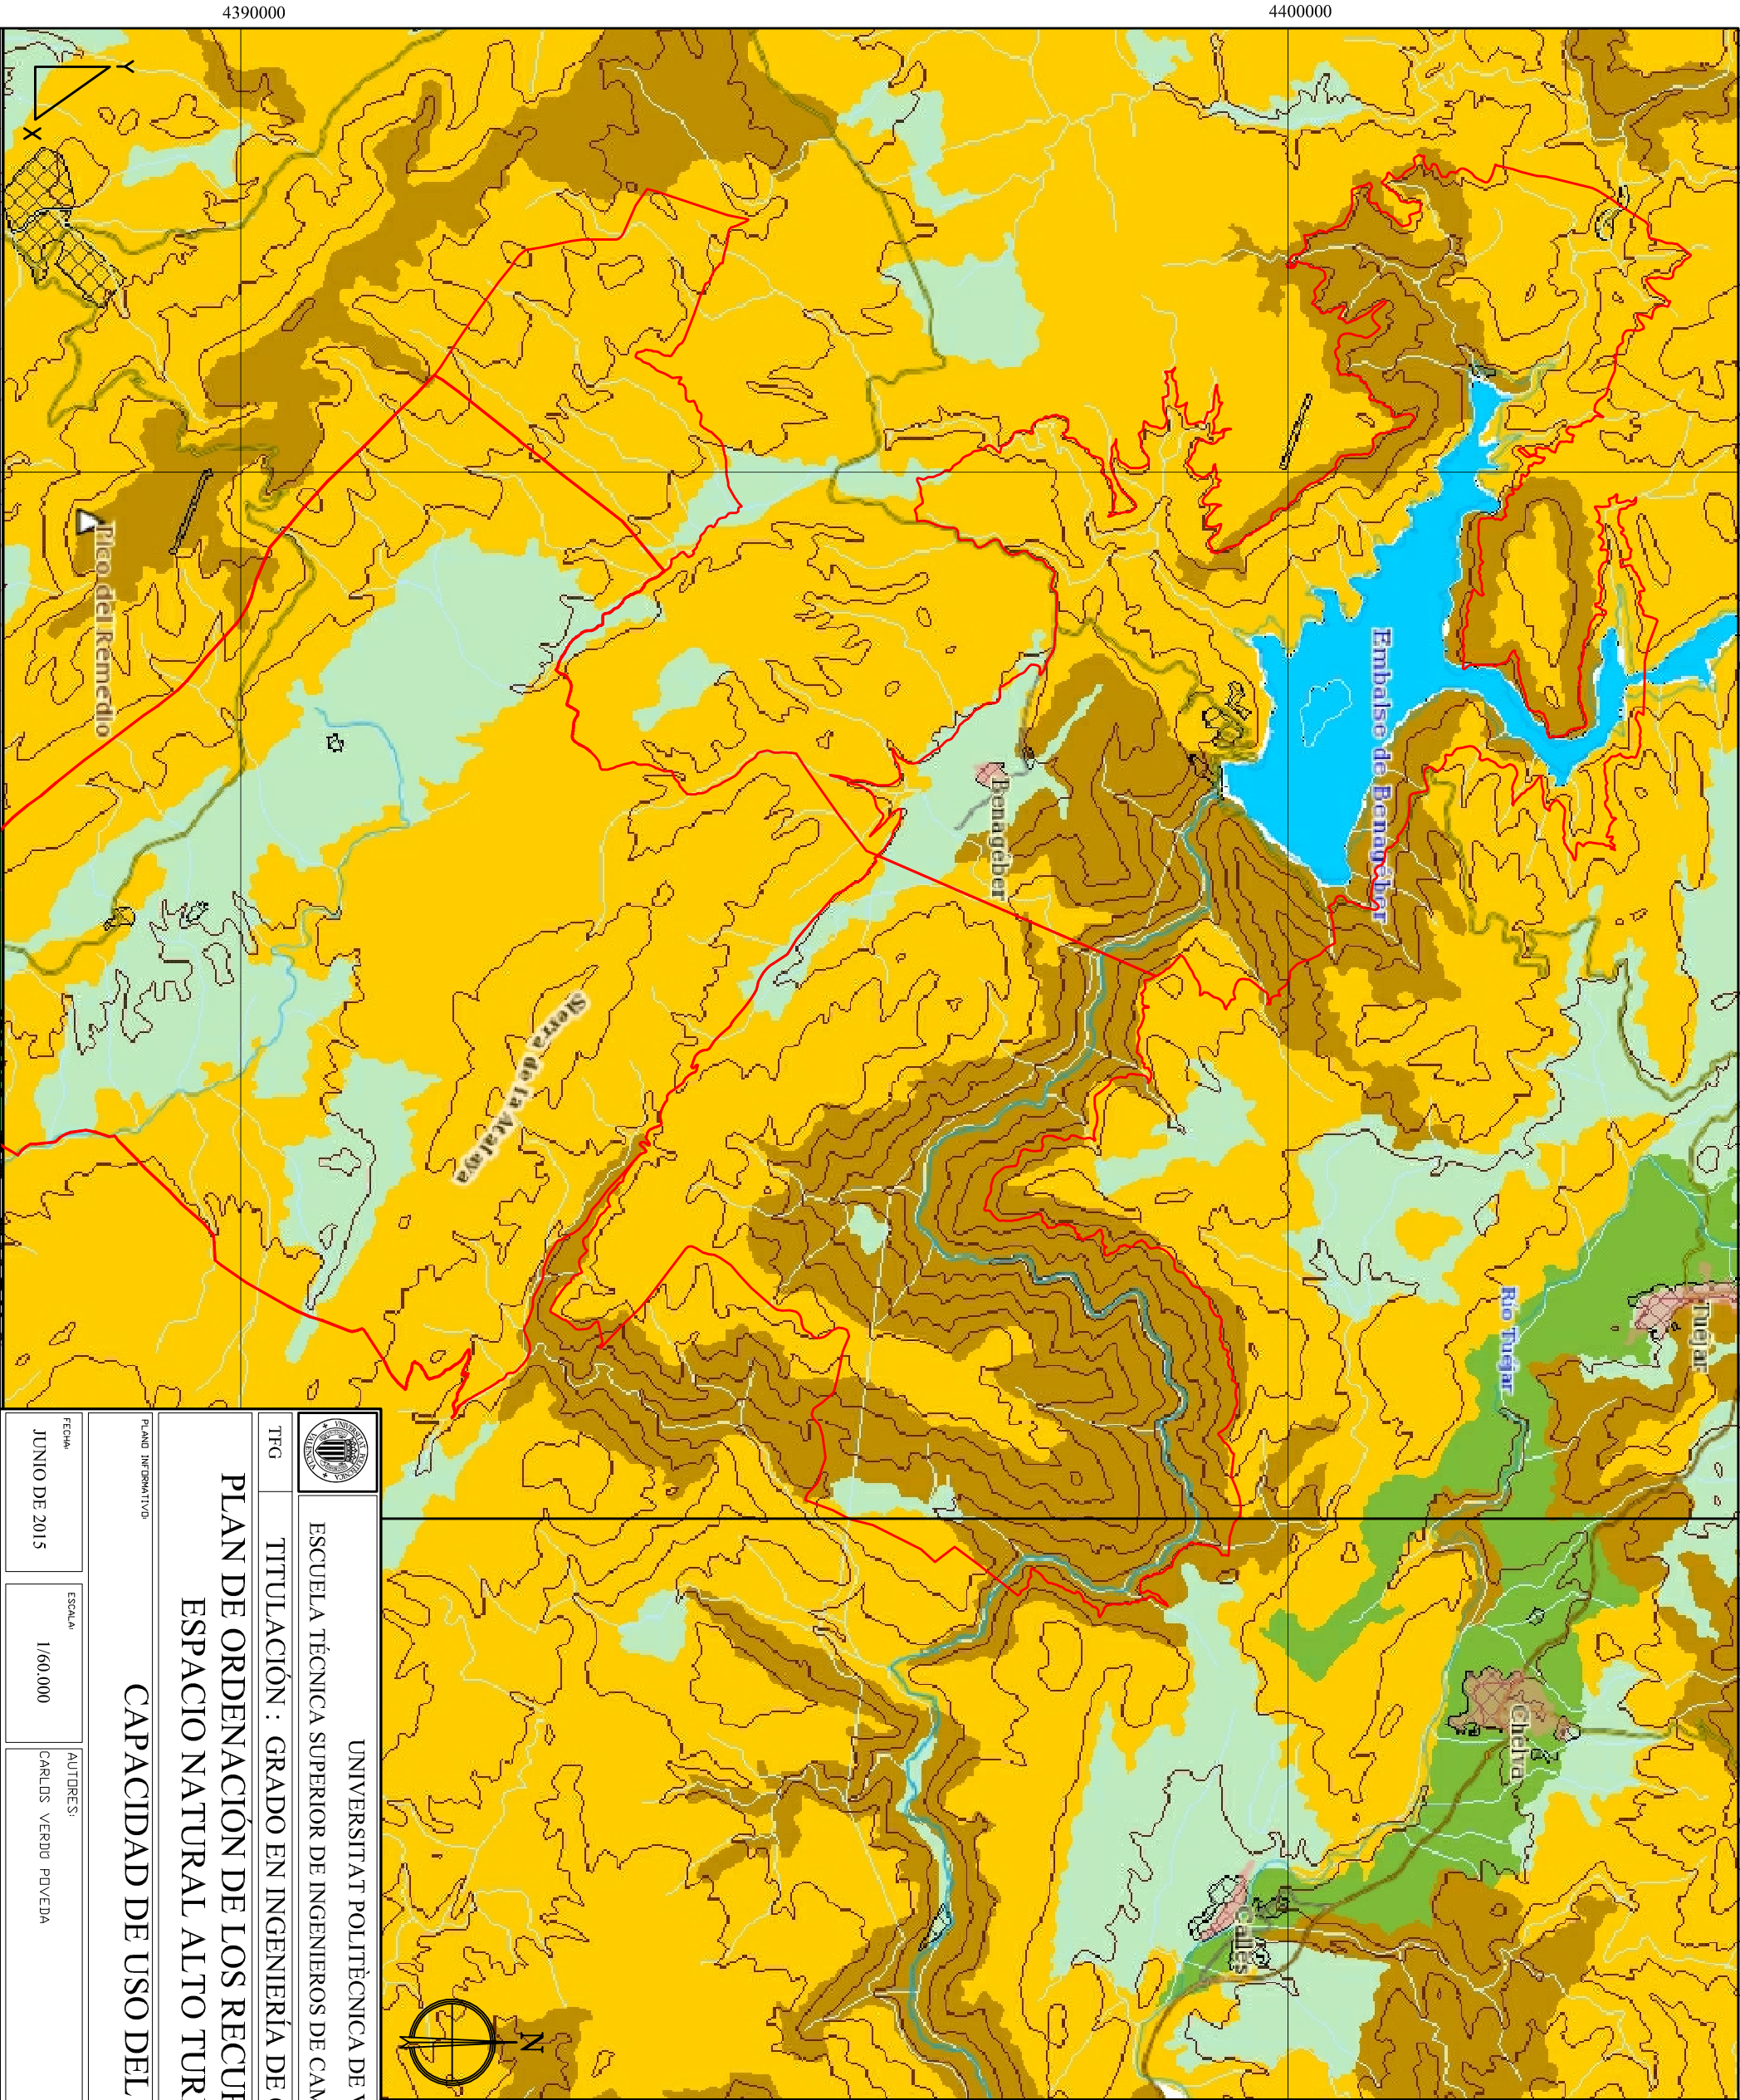 4390000
4400000
Y
X
Embalse de Benagéber
Pico del Remedio
Benagéber
Sierra de la Atalaya
Tuejar
Río Tuejar
Chelva
Calles
N
UNIVERSITAT POLITÈCNICA DE V
ESCUELA TÉCNICA SUPERIOR DE INGENIEROS DE CAM
TFG
TITULACIÓN : GRADO EN INGENIERÍA DE
PLAN DE ORDENACIÓN DE LOS RECUR
ESPACIO NATURAL ALTO TUR
PLANO INFORMATIVO:
CAPACIDAD DE USO DEL
FECHA:
JUNIO DE 2015
ESCALA:
1/60.000
AUTORES:
CARLOS VERDÚ POVEDA